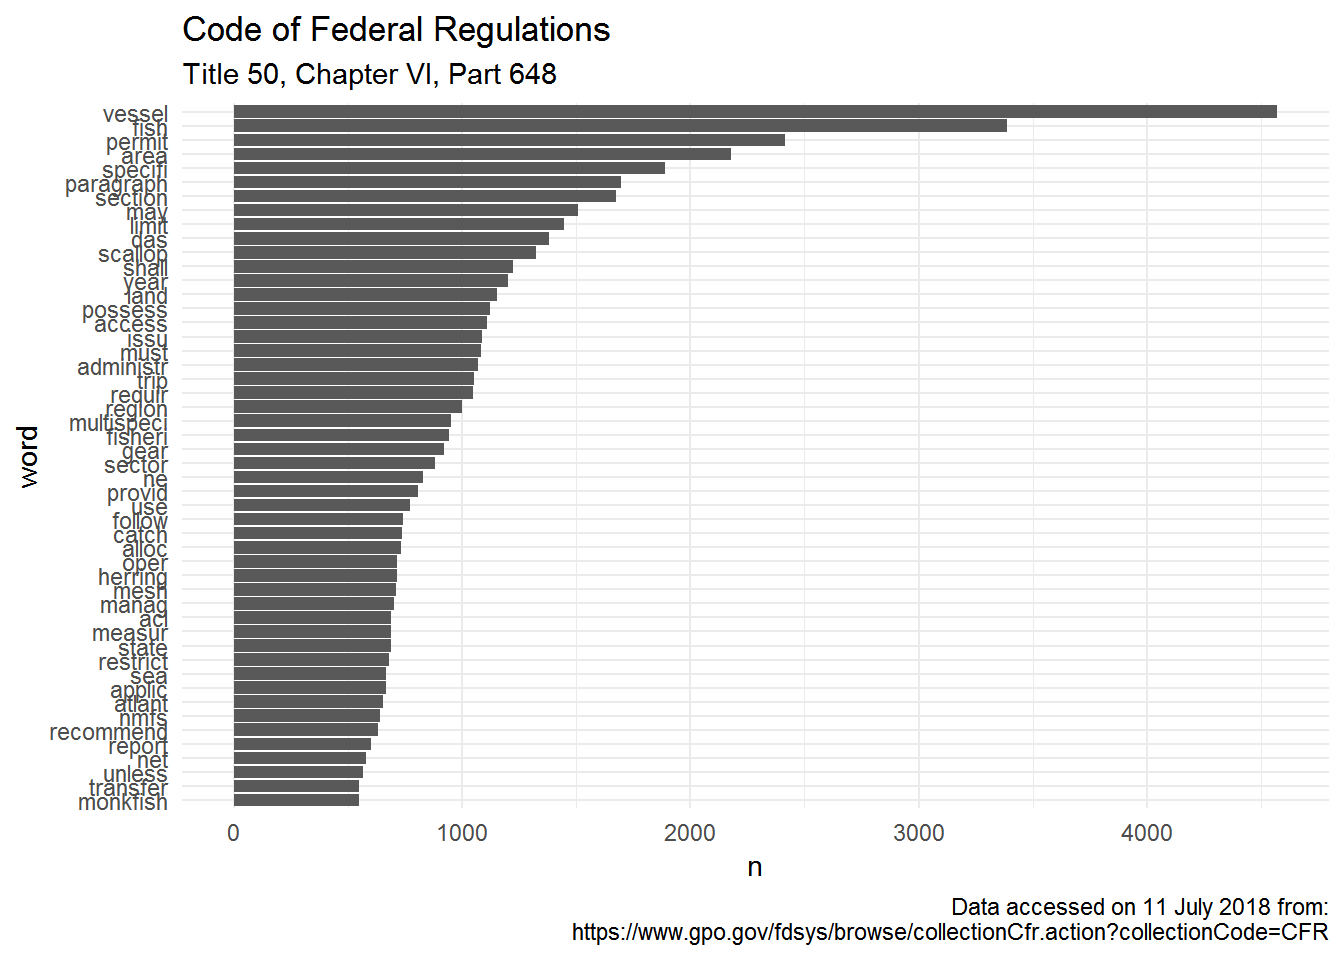 Code of Federal Regulations
Title 50, Chapter VI, Part 648
vessel
fish
permit
area
specifi
paragraph
section
may
limit
das
scallop
shall
year
land
possess
access
issu
must
administr
trip
requir
region
multispeci
fisheri
gear
sector
ne
provid
use
follow
catch
alloc
oper
herring
mesh
manag
acl
measur
state
restrict
sea
applic
atlant
nmfs
recommend
report
net
unless
transfer
monkfish
word
0 1000 2000 3000 4000
n
Data accessed on 11 July 2018 from:
https://www.gpo.gov/fdsys/browse/collectionCfr.action?collectionCode=CFR